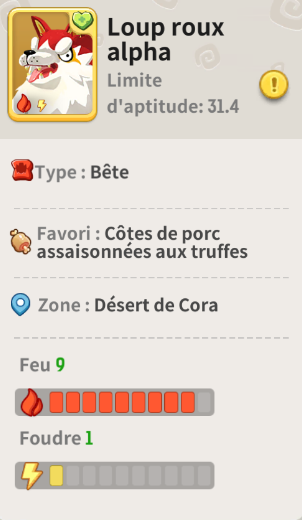 Loup roux
alpha
Limite
d'aptitude: 31.4
Type : Bête
Favori : Côtes de porc
assaisonnées aux truffes
Zone : Désert de Cora
Feu 9
Foudre 1